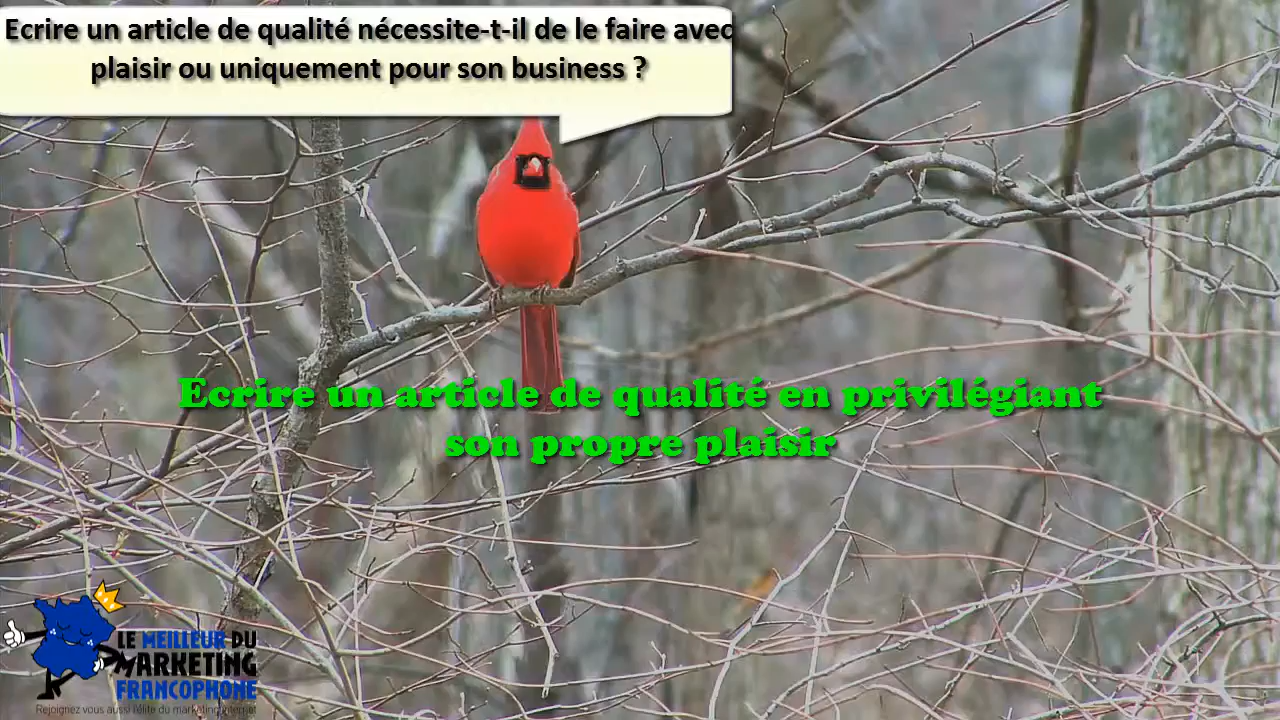 Ecrire un article de qualité nécessite-t-il de le faire avec
plaisir ou uniquement pour son business ?
Ecrire un article de qualité en privilégiant
son propre plaisir
LE MEILLEUR DU
MARKETING
FRANCOPHONE
Rejoignez vous aussi l'élite du marketing internet